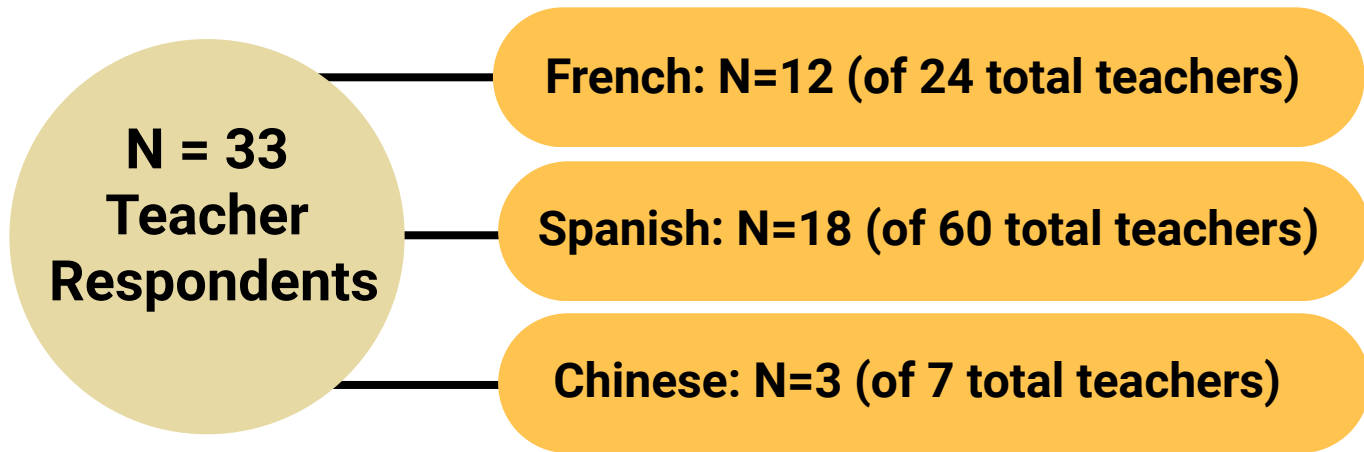 N = 33
Teacher
Respondents
French: N=12 (of 24 total teachers)
Spanish: N=18 (of 60 total teachers)
Chinese: N=3 (of 7 total teachers)